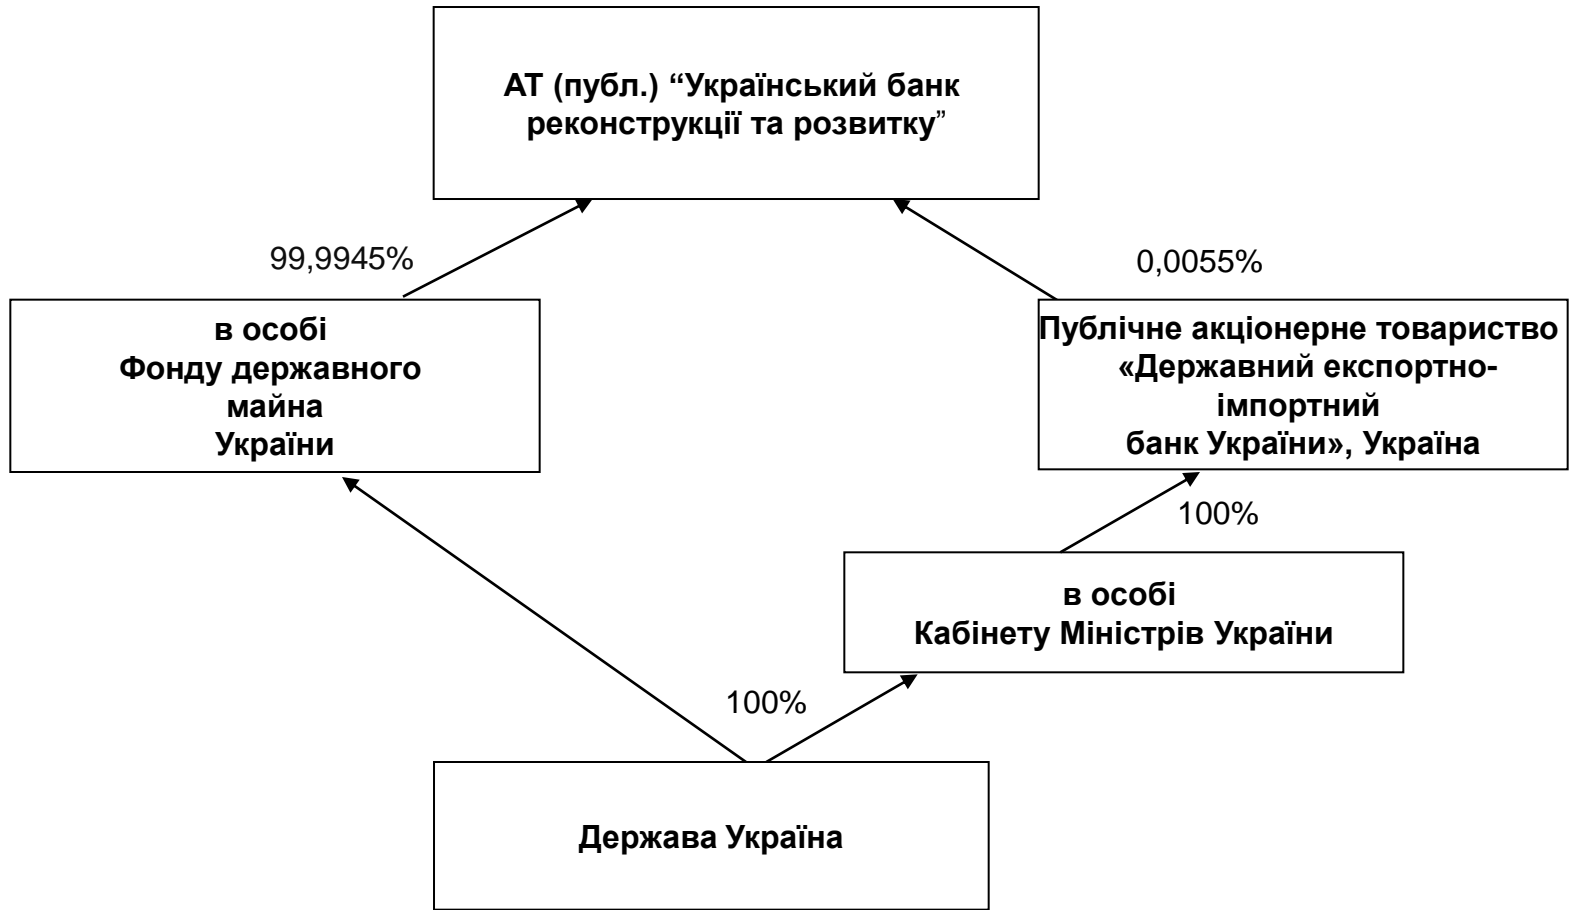 АТ (публ.) “Український банк
реконструкції та розвитку”
99,9945%
0,0055%
в особі
Фонду державного
майна
України
Публічне акціонерне товариство
«Державний експортно-
імпортний
банк України», Україна
100%
в особі
Кабінету Міністрів України
100%
Держава Україна